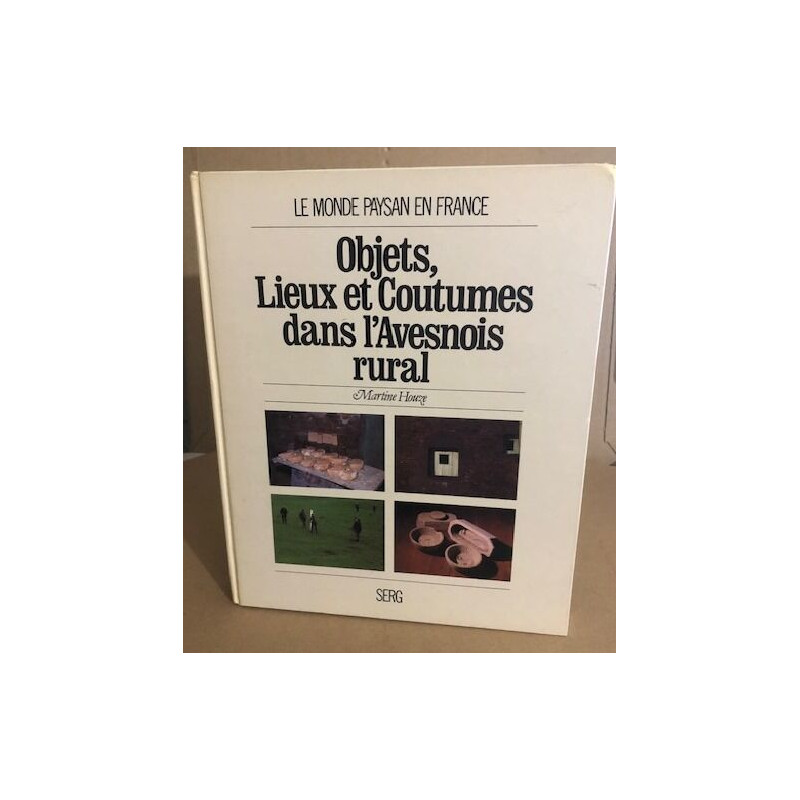 LE MONDE PAYSAN EN FRANCE
Objets,
Lieux et Coutumes
dans l'Avesnois
rural
Martine Houze
SERG